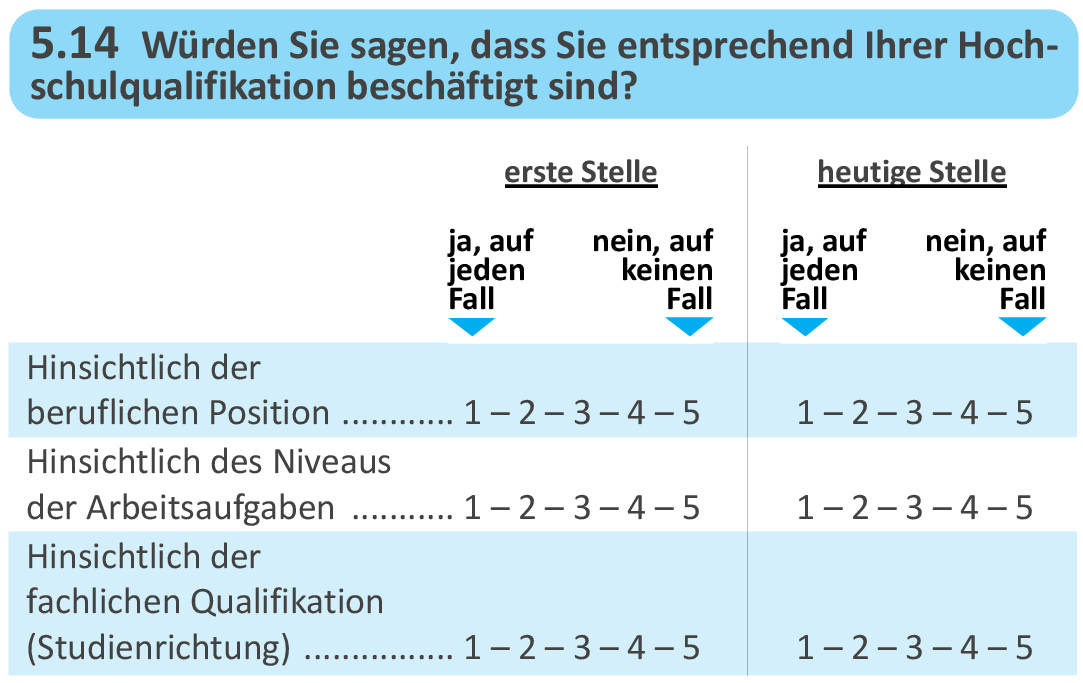 5.14 Würden Sie sagen, dass Sie entsprechend Ihrer Hoch-
schulqualifikation beschäftigt sind?
erste Stelle heutige Stelle
ja, auf nein, auf ja, auf nein, auf
jeden keinen jeden keinen
Fall Fall Fall Fall
Hinsichtlich der
beruflichen Position ............ 1 – 2 – 3 – 4 – 5 1 – 2 – 3 – 4 – 5
Hinsichtlich des Niveaus
der Arbeitsaufgaben ........... 1 – 2 – 3 – 4 – 5 1 – 2 – 3 – 4 – 5
Hinsichtlich der
fachlichen Qualifikation
(Studienrichtung) ................ 1 – 2 – 3 – 4 – 5 1 – 2 – 3 – 4 – 5